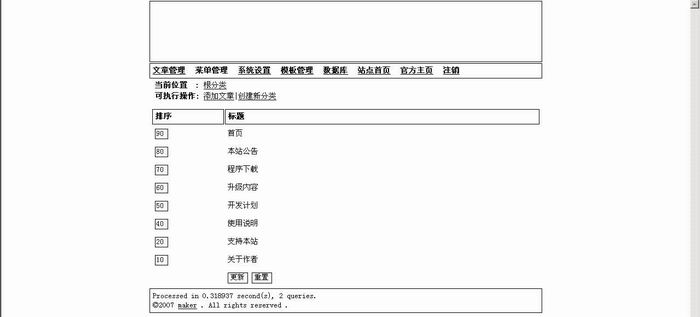 文章管理 菜单管理 系统设置 模板管理 数据库 站点首页 官方主页 注销
当前位置 : 根分类
可执行操作: 添加文章|创建新分类
排序 标题
90 首页
80 本站公告
70 程序下载
60 升级内容
50 开发计划
40 使用说明
20 支持本站
10 关于作者
更新 重置
Processed in 0.318937 second(s), 2 queries.
©2007 maker . All rights reserved .